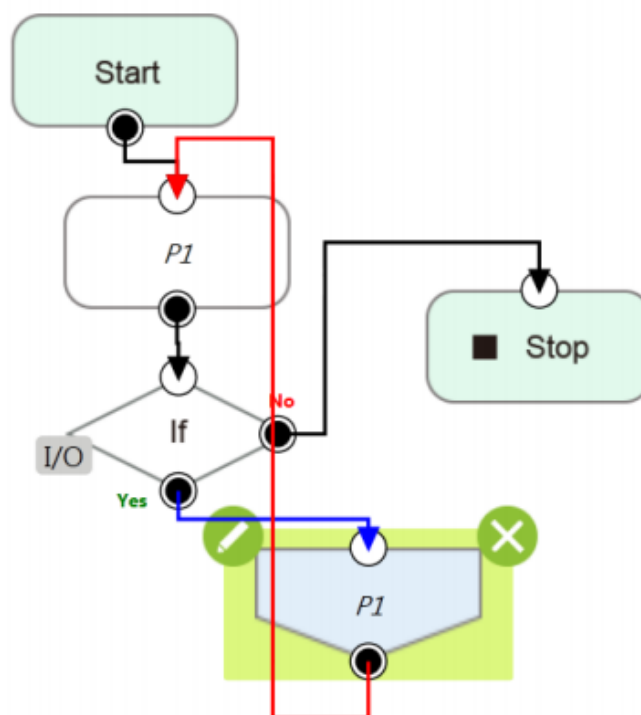 Start
P1
No
Stop
If
I/O
Yes
P1